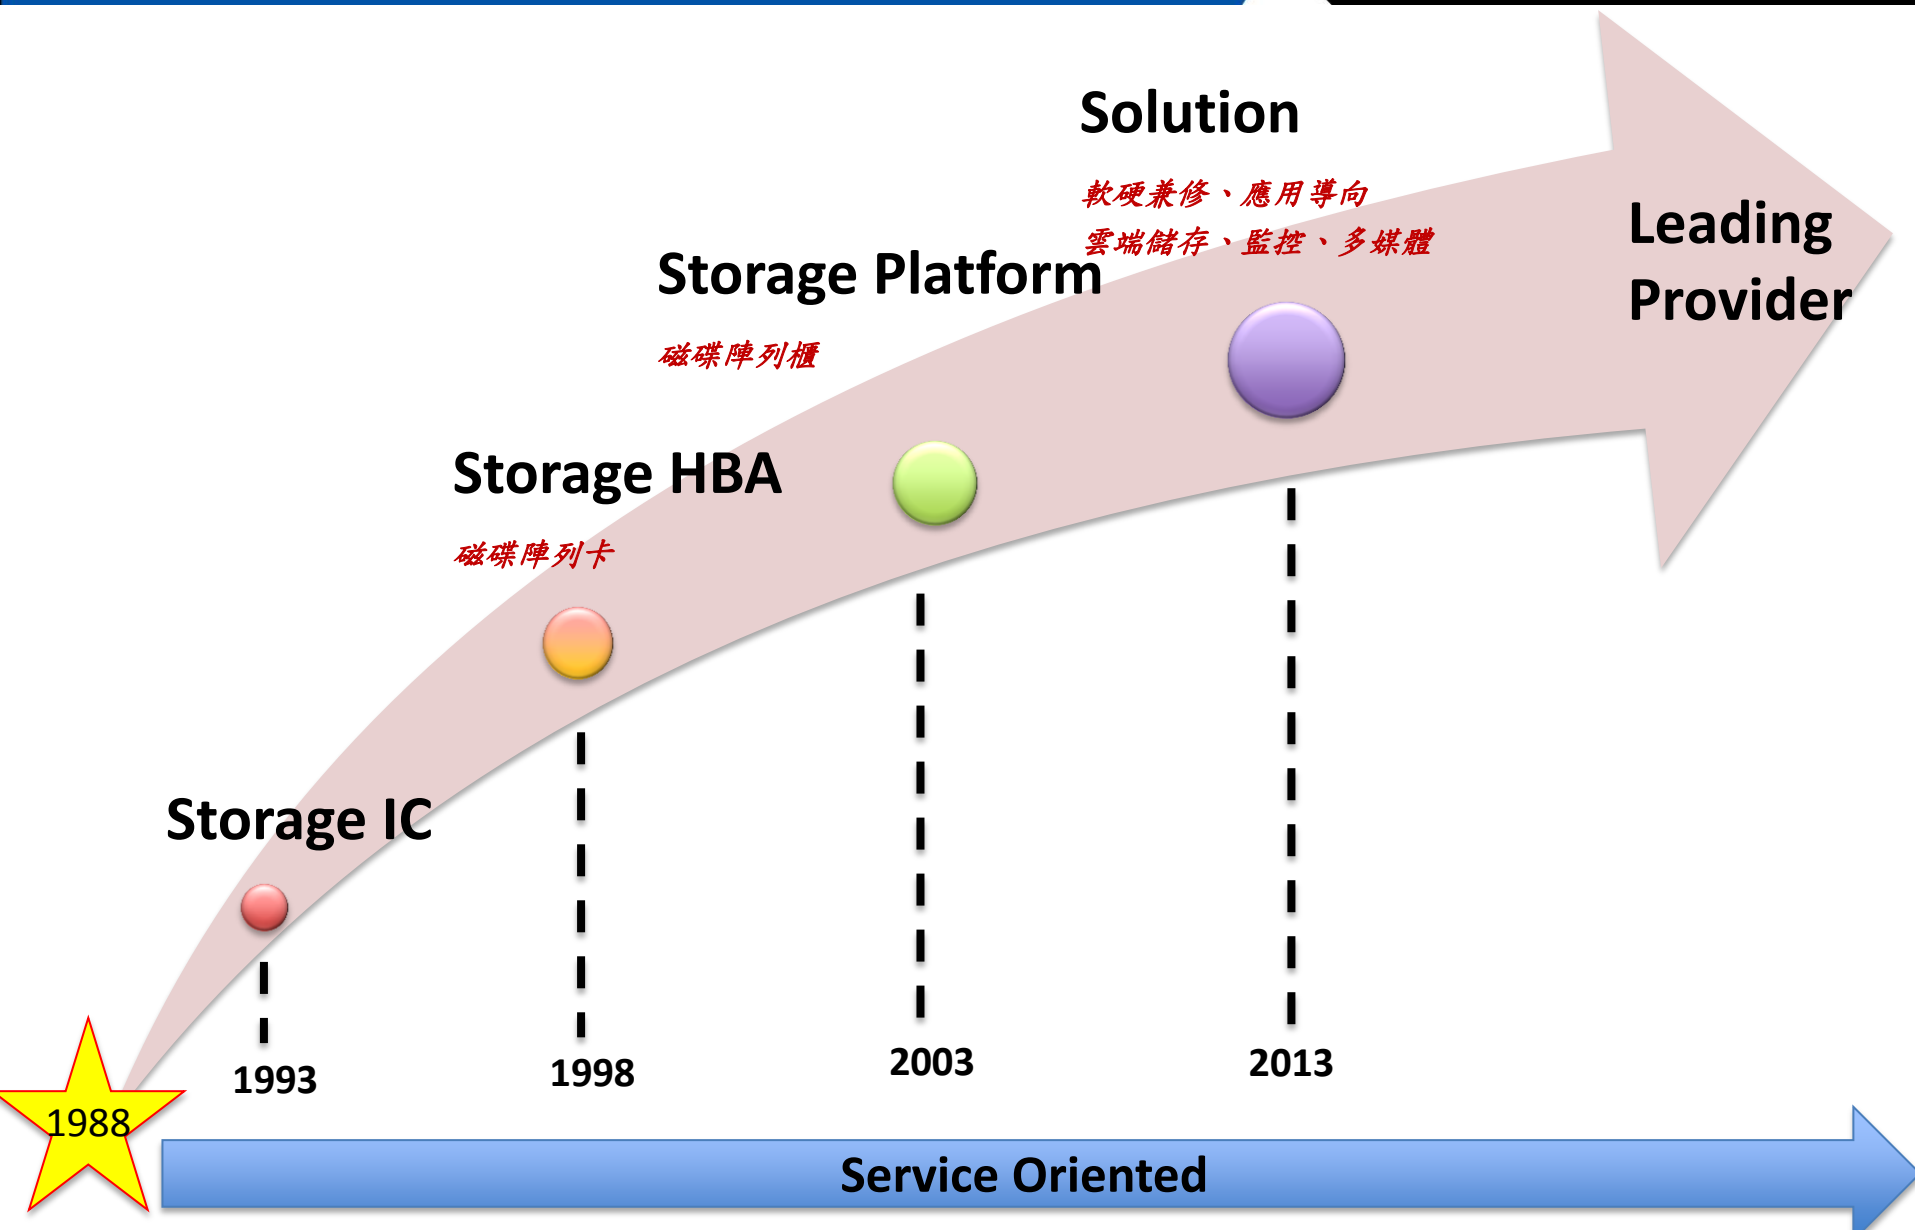 Solution
軟硬兼修、應用導向
雲端儲存、監控、多媒體
Leading
Provider
Storage Platform
磁碟陣列櫃
Storage HBA
磁碟陣列卡
Storage IC
1993
1998
2003
2013
1988
Service Oriented